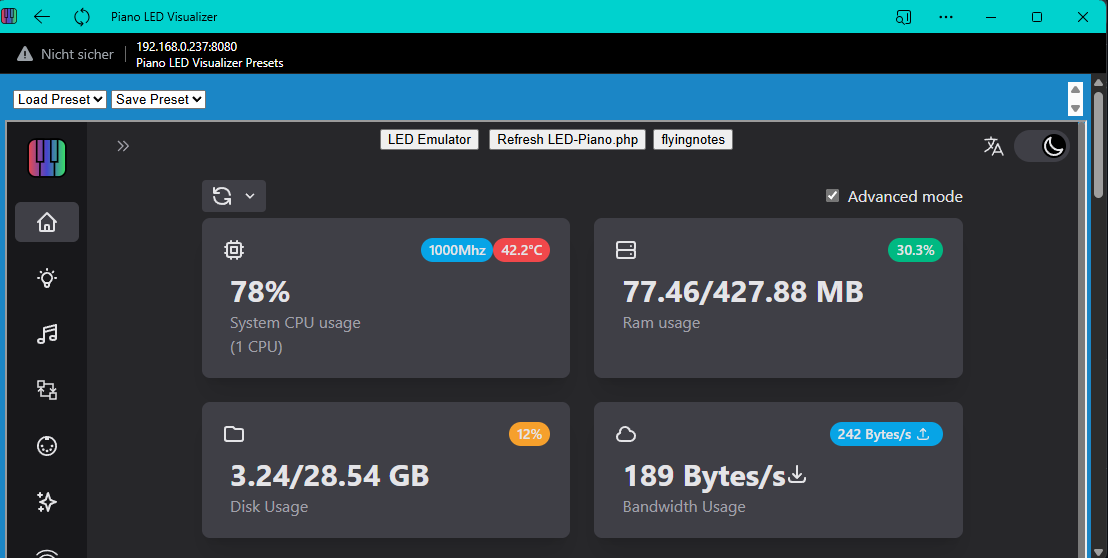 Piano LED Visualizer
Nicht sicher
192.168.0.237:8080
Piano LED Visualizer Presets
Load Preset Save Preset
LED Emulator Refresh LED-Piano.php flyingnotes
Advanced mode
1000Mhz 42.2°C
78%
System CPU usage
(1 CPU)
30.3%
77.46/427.88 MB
Ram usage
12%
3.24/28.54 GB
Disk Usage
242 Bytes/s
189 Bytes/s
Bandwidth Usage